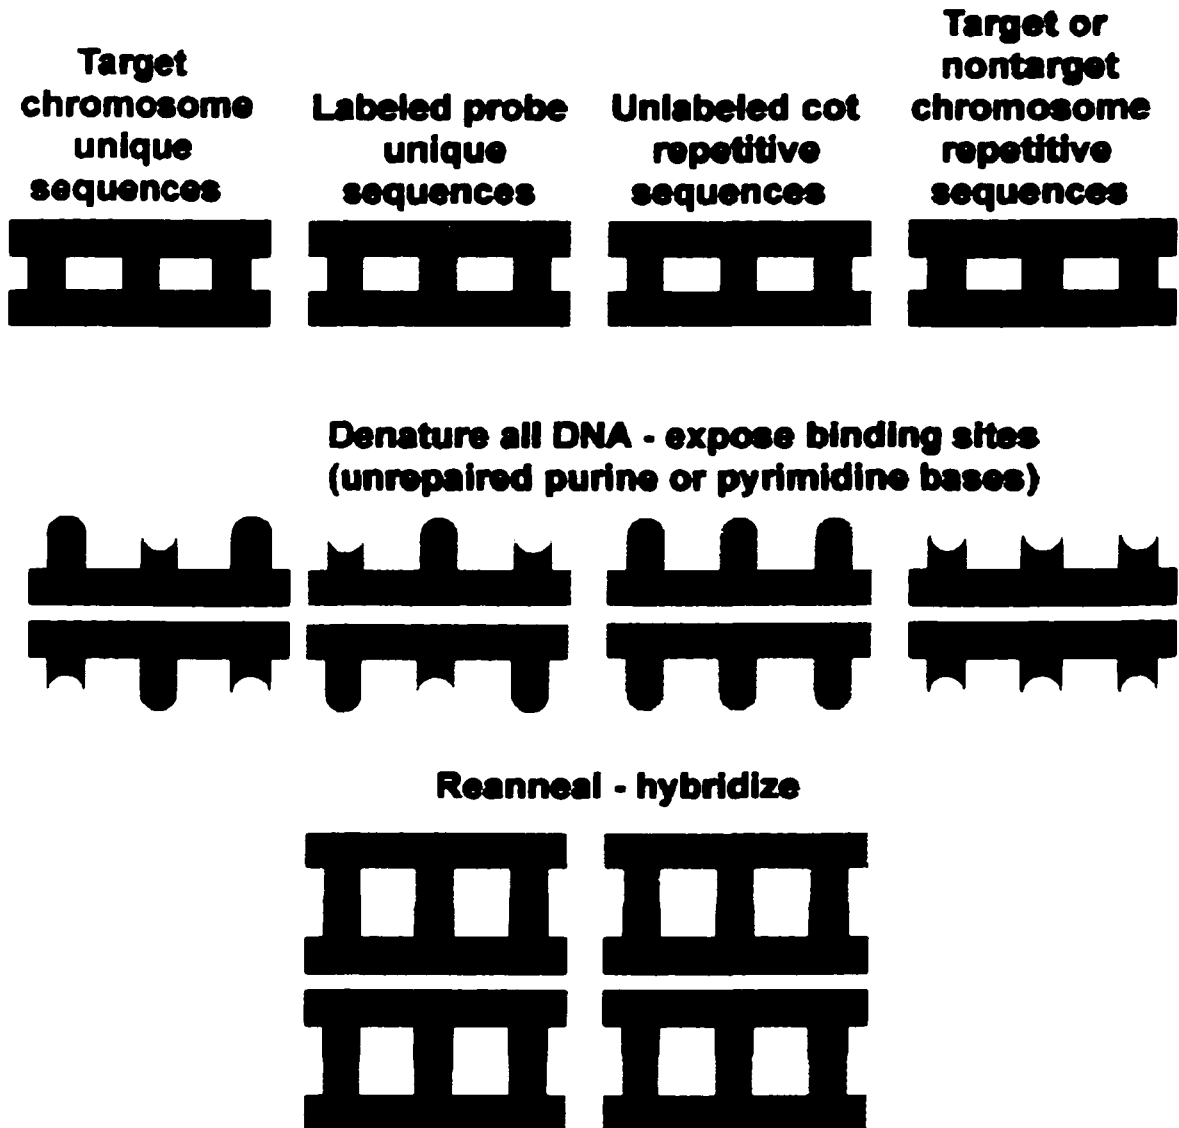 Target
chromosome
unique
sequences
Labeled probe
unique
sequences
Unlabeled cot
repetitive
sequences
Target or
nontarget
chromosome
repetitive
sequences
Denature all DNA - expose binding sites
(unrepaired purine or pyrimidine bases)
Reanneal - hybridize